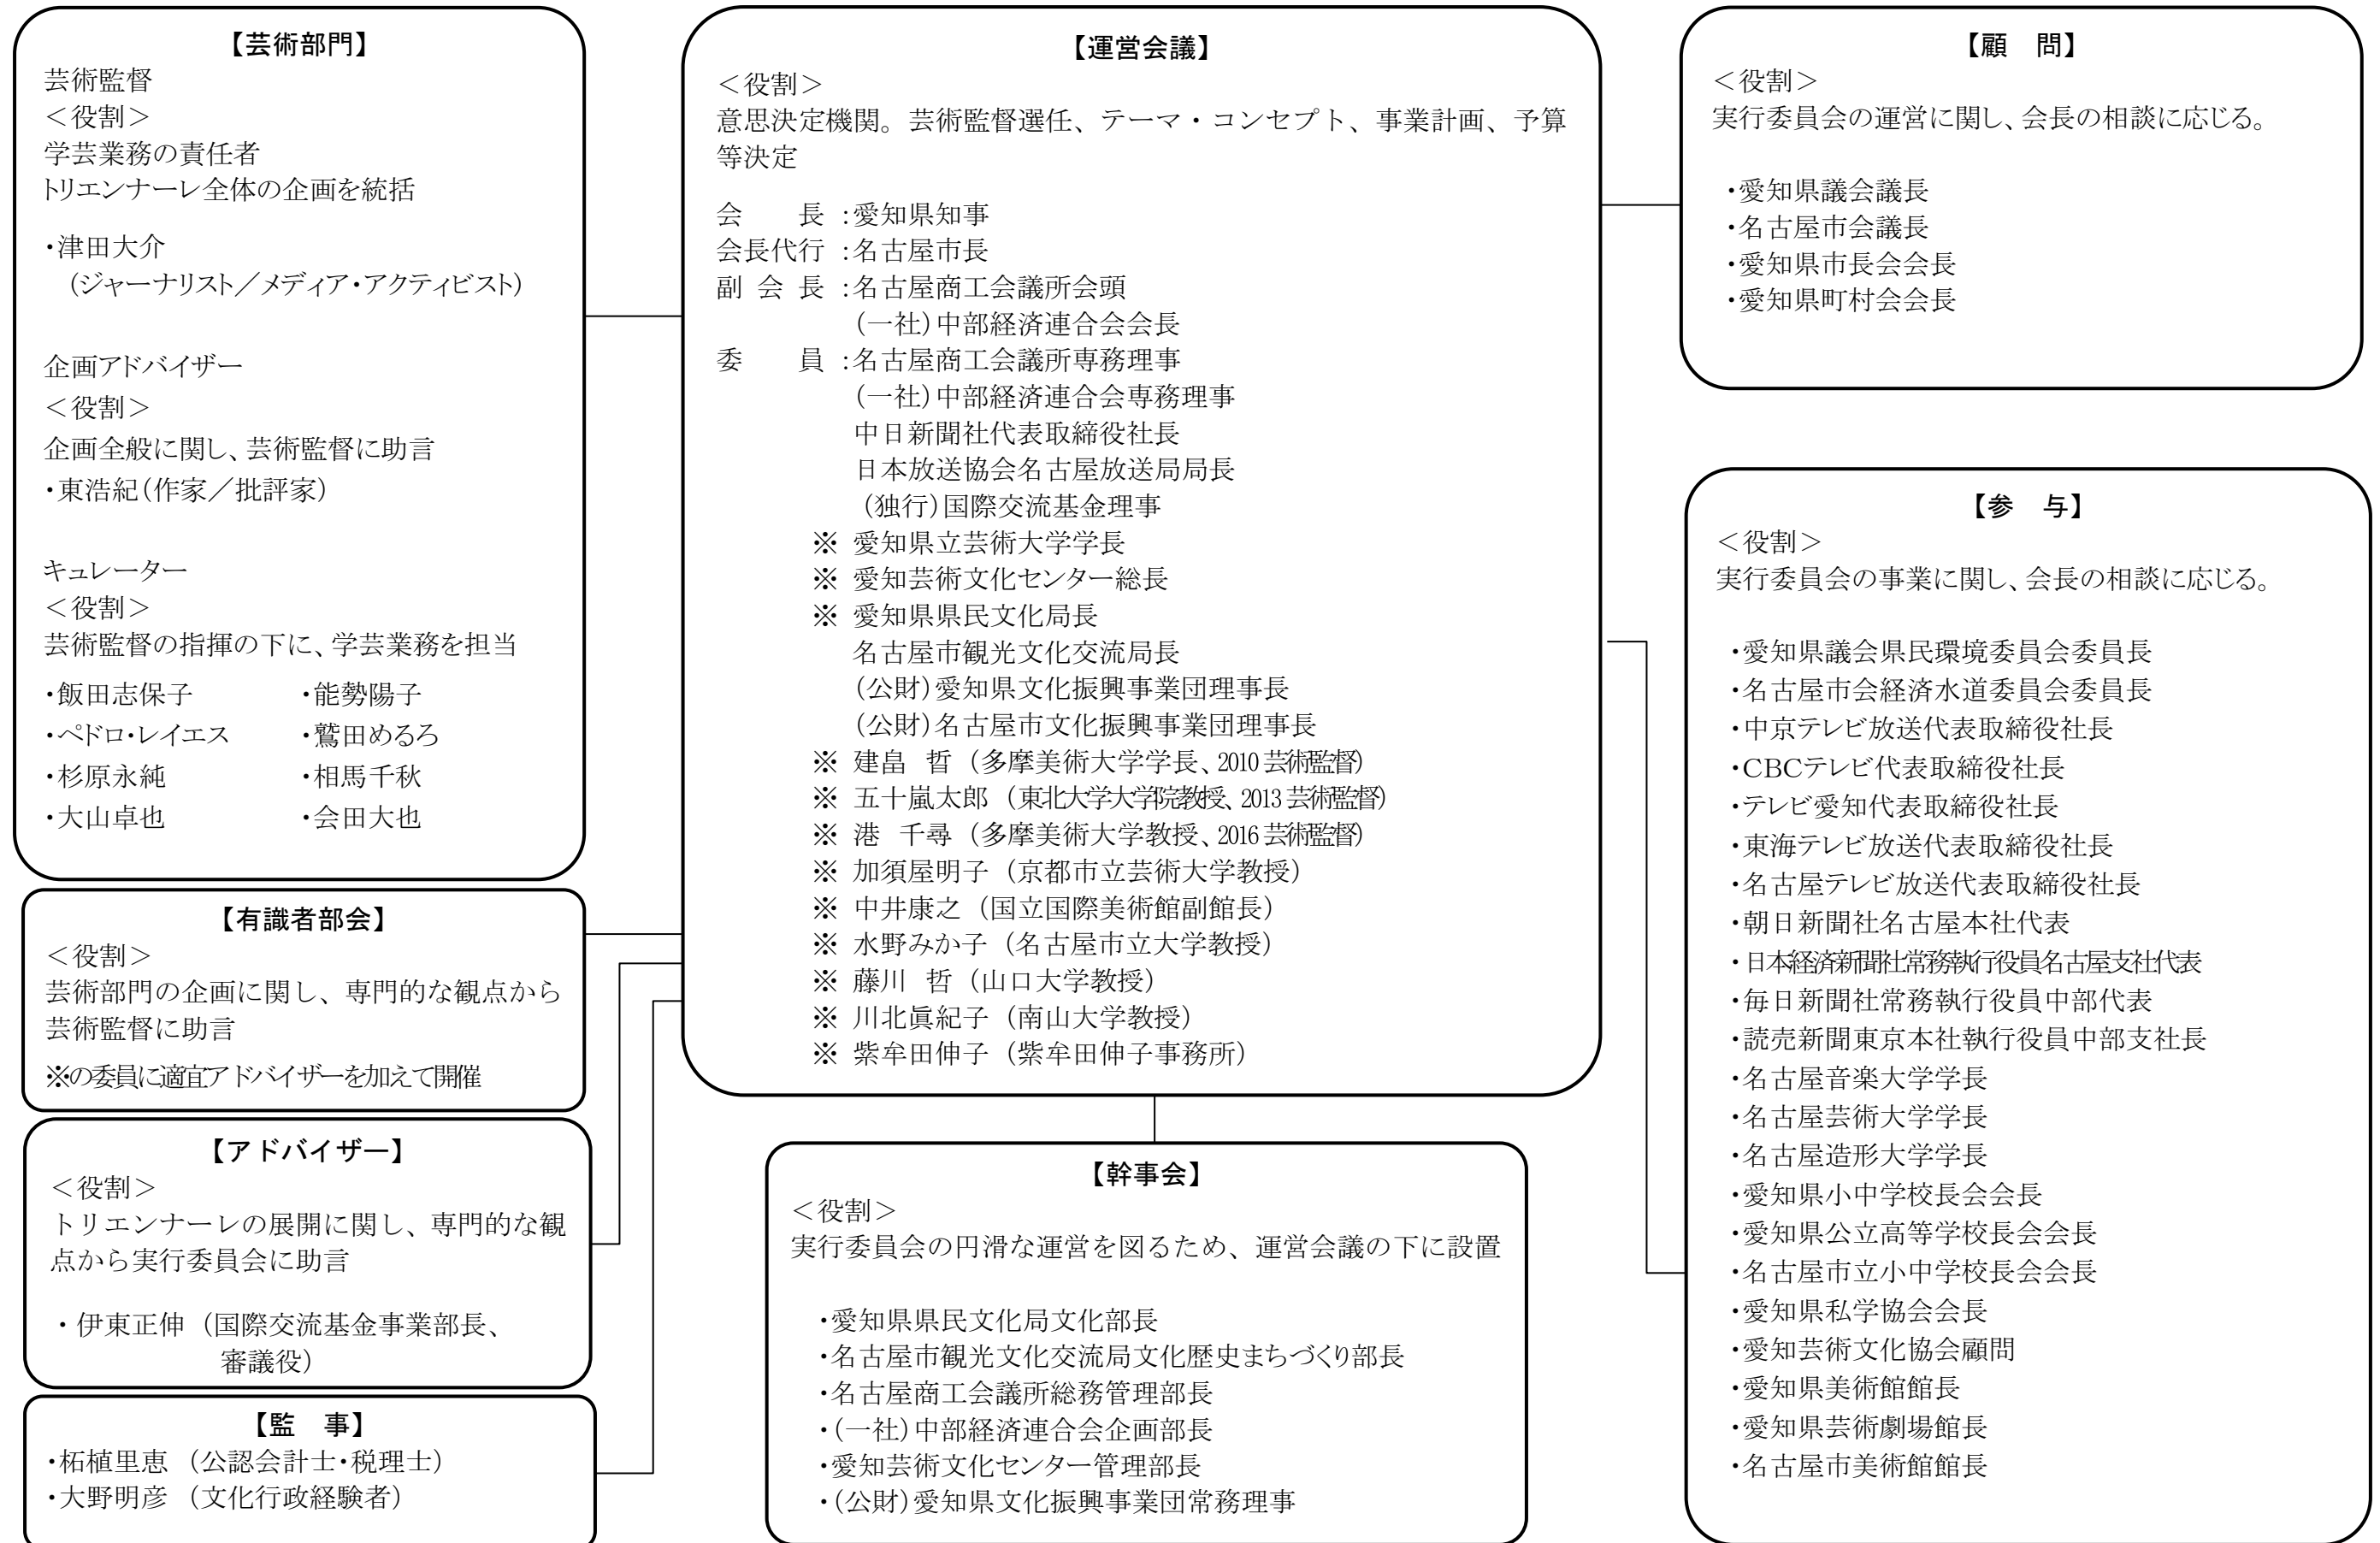 【芸術部門】
芸術監督
＜役割＞
学芸業務の責任者
トリエンナーレ全体の企画を統括
・津田大介
（ジャーナリスト／メディア・アクティビスト）
企画アドバイザー
＜役割＞
企画全般に関し、芸術監督に助言
・東浩紀（作家／批評家）
キュレーター
＜役割＞
芸術監督の指揮の下に、学芸業務を担当
・飯田志保子 ・能勢陽子
・ペドロ・レイエス ・鷲田めるろ
・杉原永純 ・相馬千秋
・大山卓也 ・会田大也
【有識者部会】
＜役割＞
芸術部門の企画に関し、専門的な観点から
芸術監督に助言
※の委員に適宜アドバイザーを加えて開催
【アドバイザー】
＜役割＞
トリエンナーレの展開に関し、専門的な観
点から実行委員会に助言
・伊東正伸（国際交流基金事業部長、
審議役）
【監　事】
・柘植里恵（公認会計士・税理士）
・大野明彦（文化行政経験者）
【運営会議】
＜役割＞
意思決定機関。芸術監督選任、テーマ・コンセプト、事業計画、予算
等決定
会　　長：愛知県知事
会長代行：名古屋市長
副 会 長：名古屋商工会議所会頭
（一社）中部経済連合会会長
委　　員：名古屋商工会議所専務理事
（一社）中部経済連合会専務理事
中日新聞社代表取締役社長
日本放送協会名古屋放送局局長
（独行）国際交流基金理事
※ 愛知県立芸術大学学長
※ 愛知芸術文化センター総長
※ 愛知県県民文化局長
名古屋市観光文化交流局長
（公財）愛知県文化振興事業団理事長
（公財）名古屋市文化振興事業団理事長
※ 建畠　哲（多摩美術大学学長、2010 芸術監督）
※ 五十嵐太郎（東北大学大学院教授、2013 芸術監督）
※ 港　千尋（多摩美術大学教授、2016 芸術監督）
※ 加須屋明子（京都市立芸術大学教授）
※ 中井康之（国立国際美術館副館長）
※ 水野みか子（名古屋市立大学教授）
※ 藤川　哲（山口大学教授）
※ 川北眞紀子（南山大学教授）
※ 紫牟田伸子（紫牟田伸子事務所）
【幹事会】
＜役割＞
実行委員会の円滑な運営を図るため、運営会議の下に設置
・愛知県県民文化局文化部長
・名古屋市観光文化交流局文化歴史まちづくり部長
・名古屋商工会議所総務管理部長
・（一社）中部経済連合会企画部長
・愛知芸術文化センター管理部長
・（公財）愛知県文化振興事業団常務理事
【顧　問】
＜役割＞
実行委員会の運営に関し、会長の相談に応じる。
・愛知県議会議長
・名古屋市会議長
・愛知県市長会会長
・愛知県町村会会長
【参　与】
＜役割＞
実行委員会の事業に関し、会長の相談に応じる。
・愛知県議会県民環境委員会委員長
・名古屋市会経済水道委員会委員長
・中京テレビ放送代表取締役社長
・CBCテレビ代表取締役社長
・テレビ愛知代表取締役社長
・東海テレビ放送代表取締役社長
・名古屋テレビ放送代表取締役社長
・朝日新聞社名古屋本社代表
・日本経済新聞社常務執行役員名古屋支社代表
・毎日新聞社常務執行役員中部代表
・読売新聞東京本社執行役員中部支社長
・名古屋音楽大学学長
・名古屋芸術大学学長
・名古屋造形大学学長
・愛知県小中学校長会会長
・愛知県公立高等学校長会会長
・名古屋市立小中学校長会会長
・愛知県私学協会会長
・愛知芸術文化協会顧問
・愛知県美術館館長
・愛知県芸術劇場館長
・名古屋市美術館館長